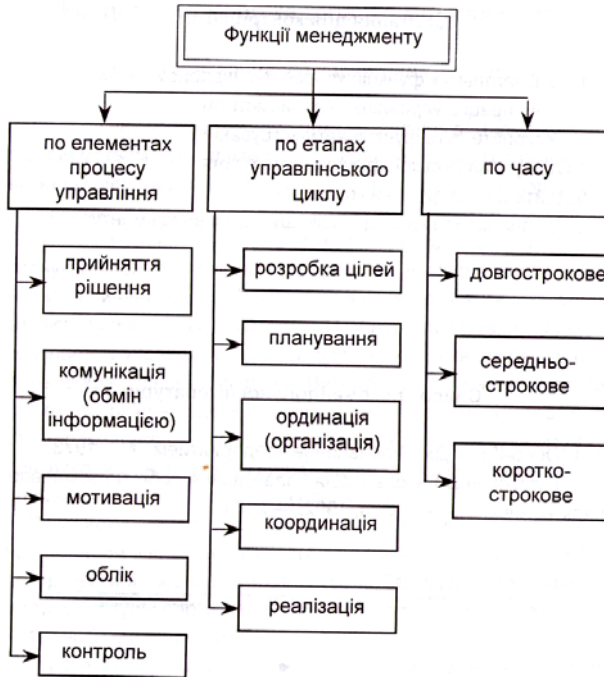 Функції менеджменту
по елементах
процесу
управління
прийняття
рішення
комунікація
(обмін
інформацією)
мотивація
облік
контроль
по етапах
управлінського
циклу
розробка цілей
планування
ординація
(організація)
координація
реалізація
по часу
довгострокове
середньо-
строкове
коротко-
строкове